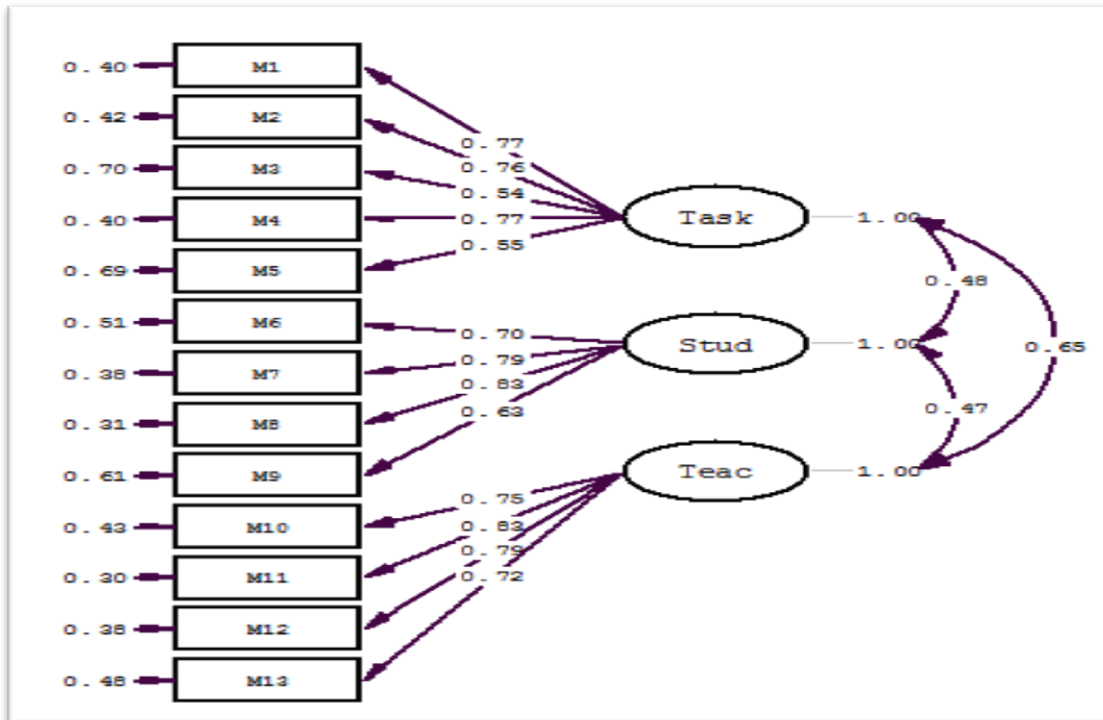 0.40 M1
0.42 M2
0.77
0.70 M3
0.76
0.54
0.40 M4
0.77
Task
1.00
0.55
0.69 M5
0.48
0.51 M6
0.70
Stud
1.00
0.65
0.79
0.38 M7
0.83
0.63
0.47
0.31 M8
0.61 M9
Teac
1.00
0.75
0.43 M10
0.83
0.79
0.72
0.30 M11
0.38 M12
0.48 M13